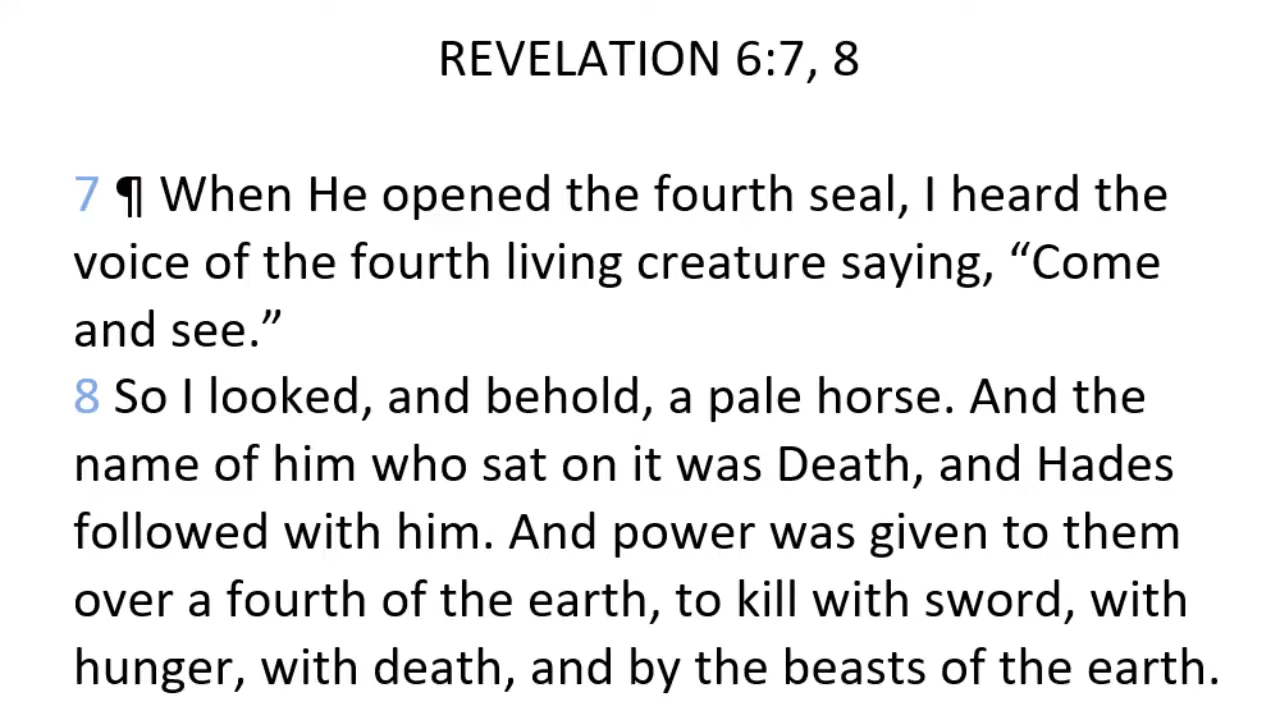 REVELATION 6:7, 8
7 ¶ When He opened the fourth seal, I heard the
voice of the fourth living creature saying, “Come
and see.”
8 So I looked, and behold, a pale horse. And the
name of him who sat on it was Death, and Hades
followed with him. And power was given to them
over a fourth of the earth, to kill with sword, with
hunger, with death, and by the beasts of the earth.